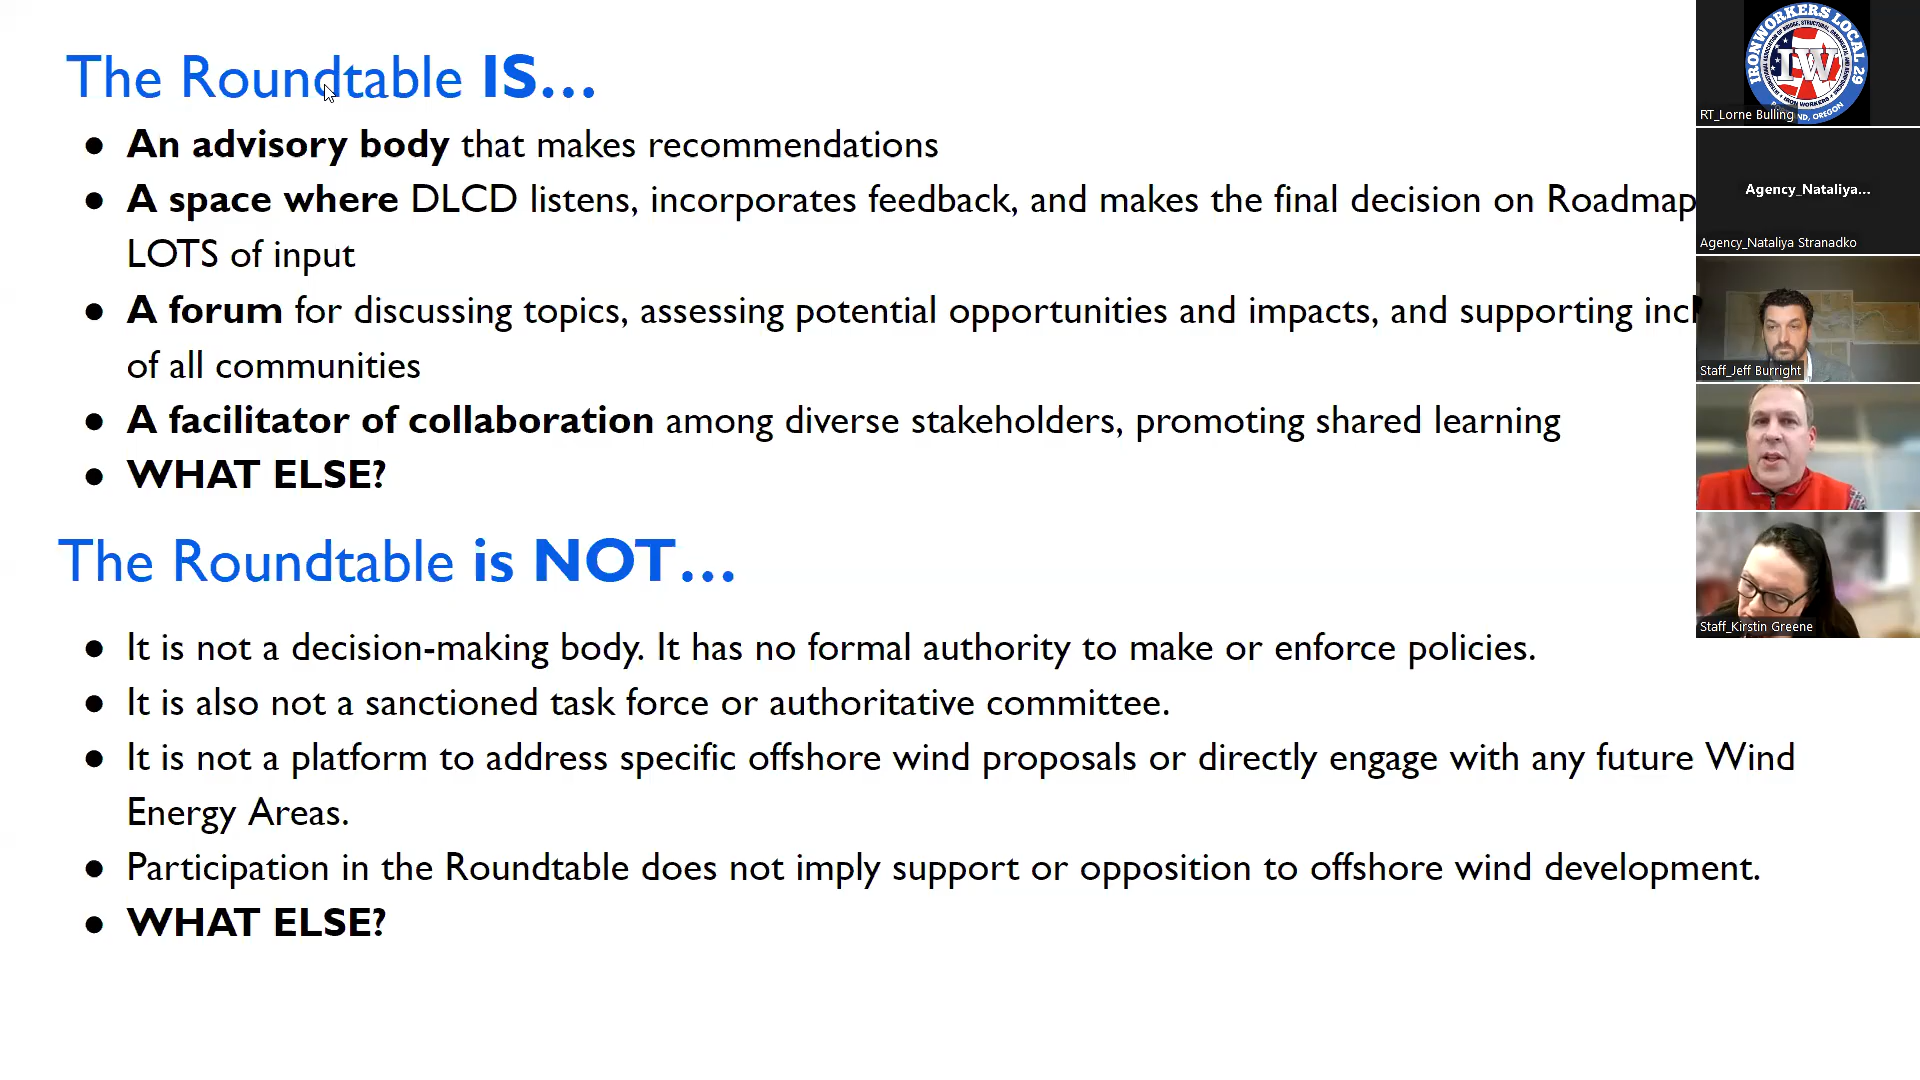 The Roundtable IS...
● An advisory body that makes recommendations
● A space where DLCD listens, incorporates feedback, and makes the final decision on Roadmap
LOTS of input
● A forum for discussing topics, assessing potential opportunities and impacts, and supporting incl
of all communities
● A facilitator of collaboration among diverse stakeholders, promoting shared learning
● WHAT ELSE?
The Roundtable is NOT...
● It is not a decision-making body. It has no formal authority to make or enforce policies.
● It is also not a sanctioned task force or authoritative committee.
● It is not a platform to address specific offshore wind proposals or directly engage with any future Wind
Energy Areas.
● Participation in the Roundtable does not imply support or opposition to offshore wind development.
● WHAT ELSE?
IRONWORKERS LOCAL 29
IW
RT_Lorne Bulling
Agency_Nataliya...
Agency_Nataliya Stranadko
Staff_Jeff Burright
Staff_Kirstin Greene